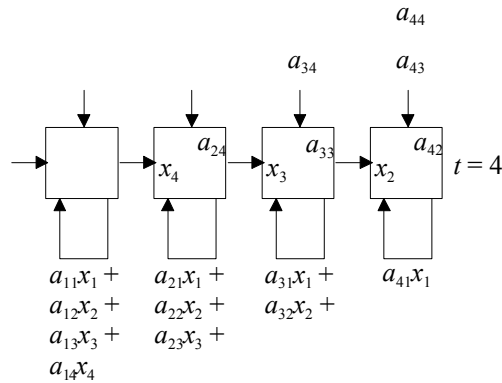 a₄₄
a₃₄ a₄₃
a₂₄ a₃₃ a₄₂
x₄ x₃ x₂ t = 4
a₁₁x₁ + a₂₁x₁ + a₃₁x₁ + a₄₁x₁
a₁₂x₂ + a₂₂x₂ + a₃₂x₂ +
a₁₃x₃ + a₂₃x₃ +
a₁₄x₄